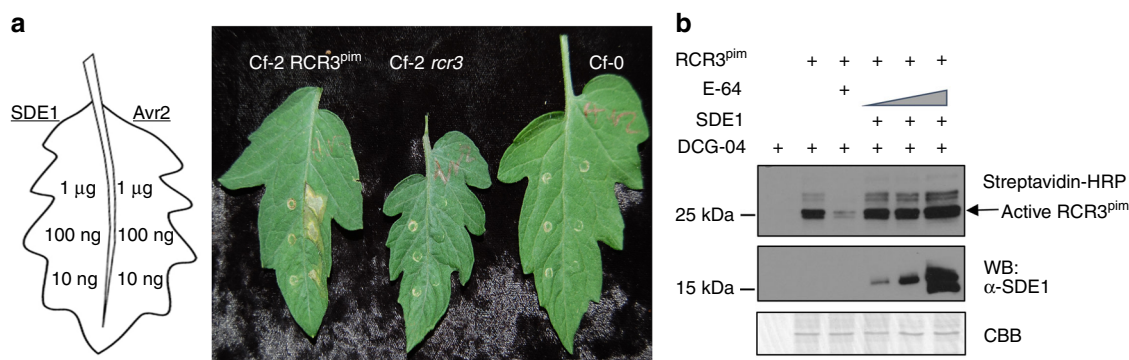 a
SDE1 Avr2
1 µg 1 µg
100 ng 100 ng
10 ng 10 ng
Cf-2 RCR3pim Cf-2 rcr3 Cf-0
b
RCR3pim + + + + +
E-64 +
SDE1 + + +
DCG-04 + + + + + +
Streptavidin-HRP
25 kDa Active RCR3pim
WB:
15 kDa α-SDE1
CBB